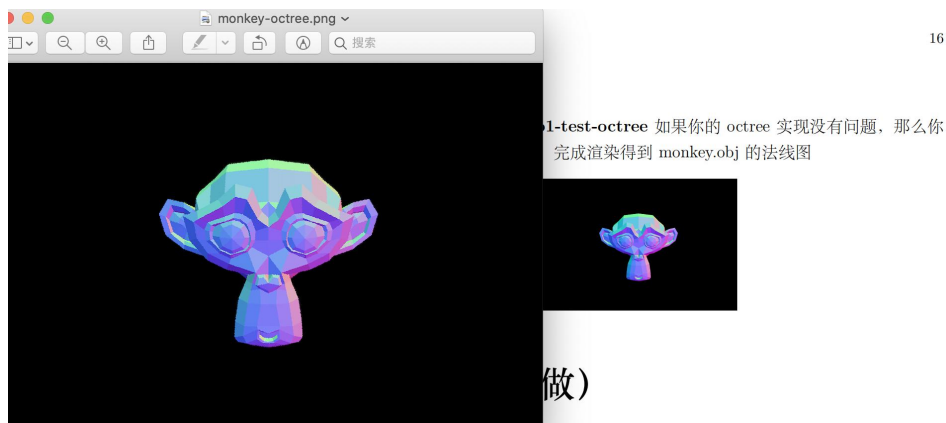 monkey-octree.png
搜索
16
1-test-octree 如果你的 octree 实现没有问题，那么你
完成渲染得到 monkey.obj 的法线图
做）